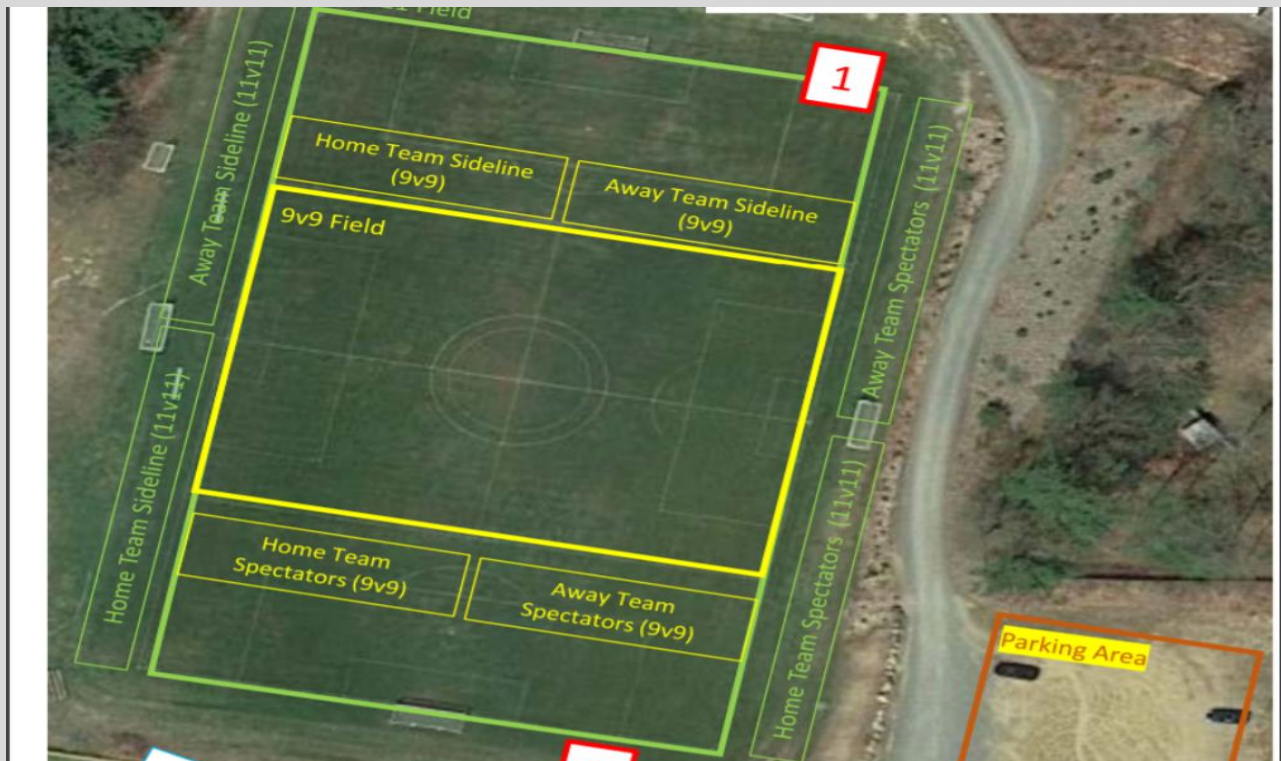 Field
1
Away Team Sideline (11v11)
Home Team Sideline
(9v9)
Away Team Sideline
(9v9)
Away Team Spectators (11v11)
9v9 Field
Home Team Sideline (11v11)
Home Team
Spectators (9v9)
Away Team
Spectators (9v9)
Home Team Spectators (11v11)
Parking Area